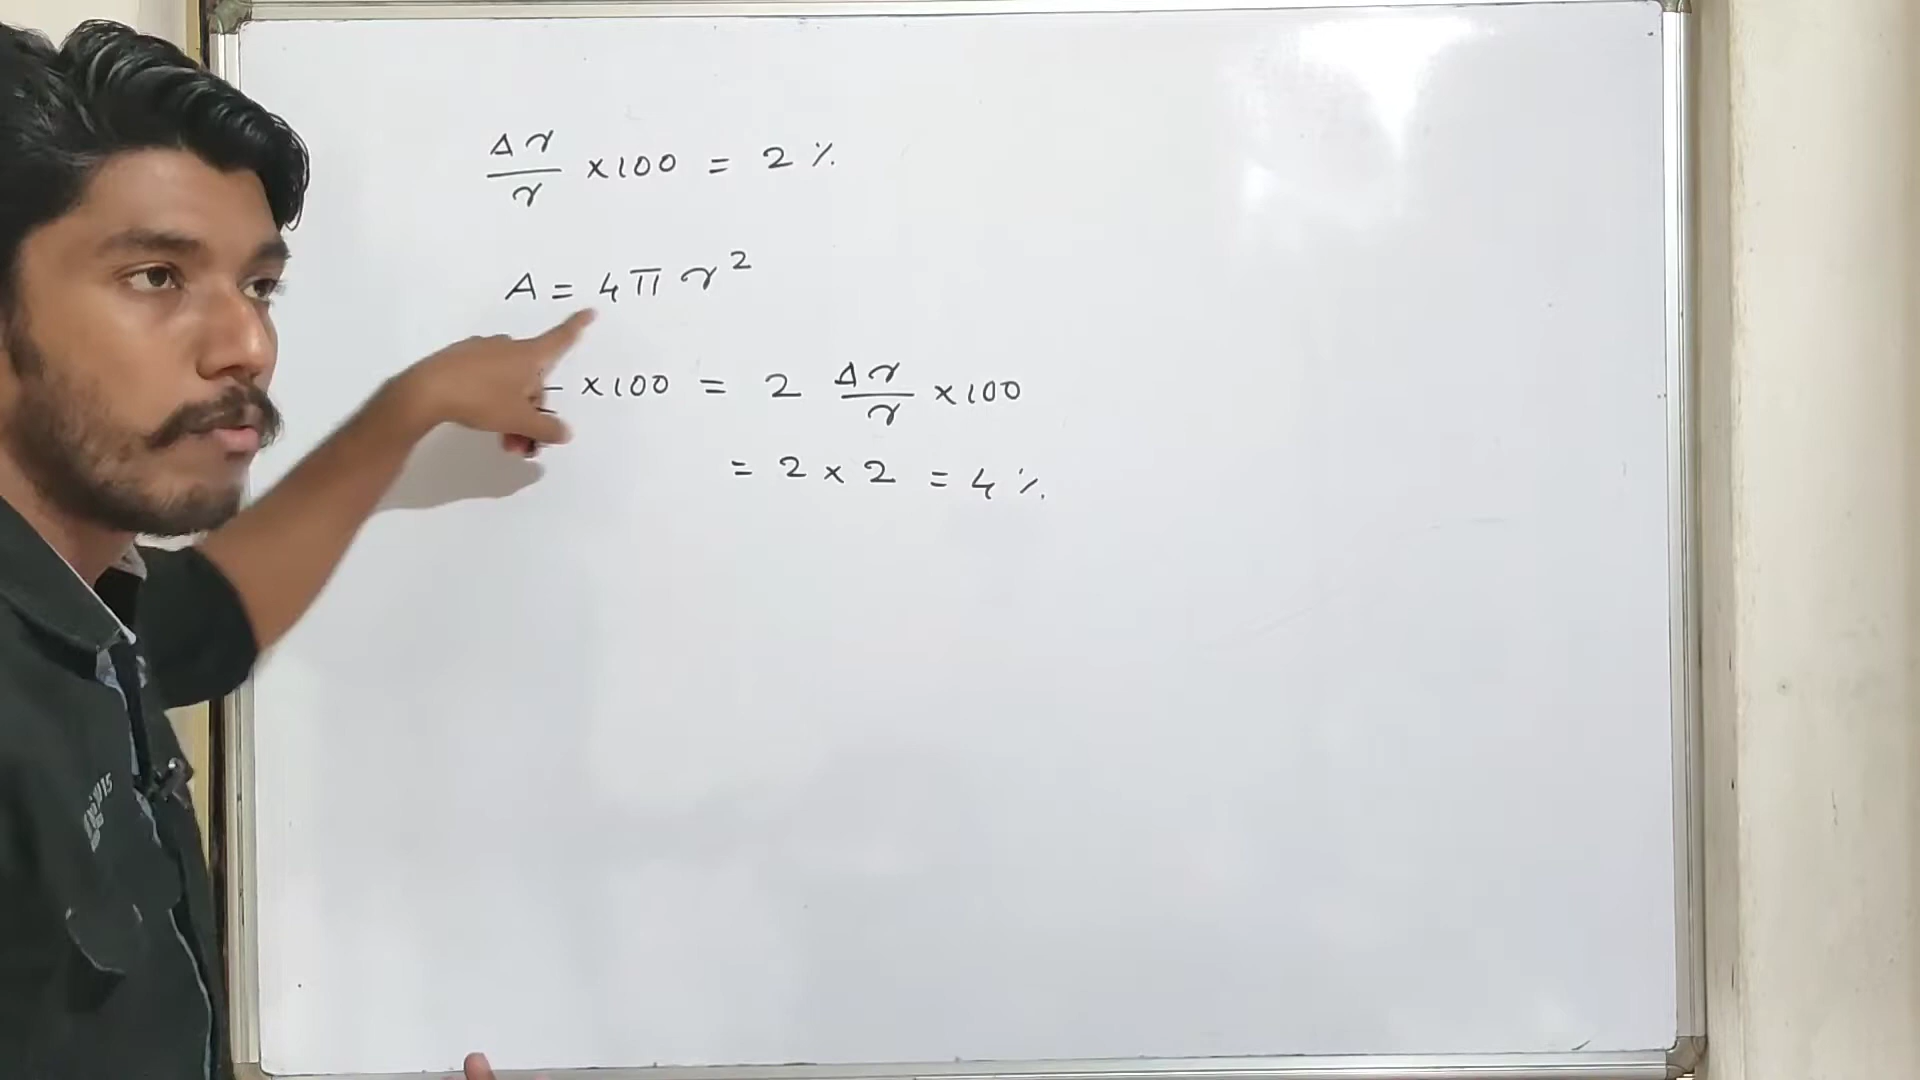 Δr/r ×100 = 2 %
A = 4π r²
×100 = 2 Δr/r ×100
= 2 × 2 = 4 %